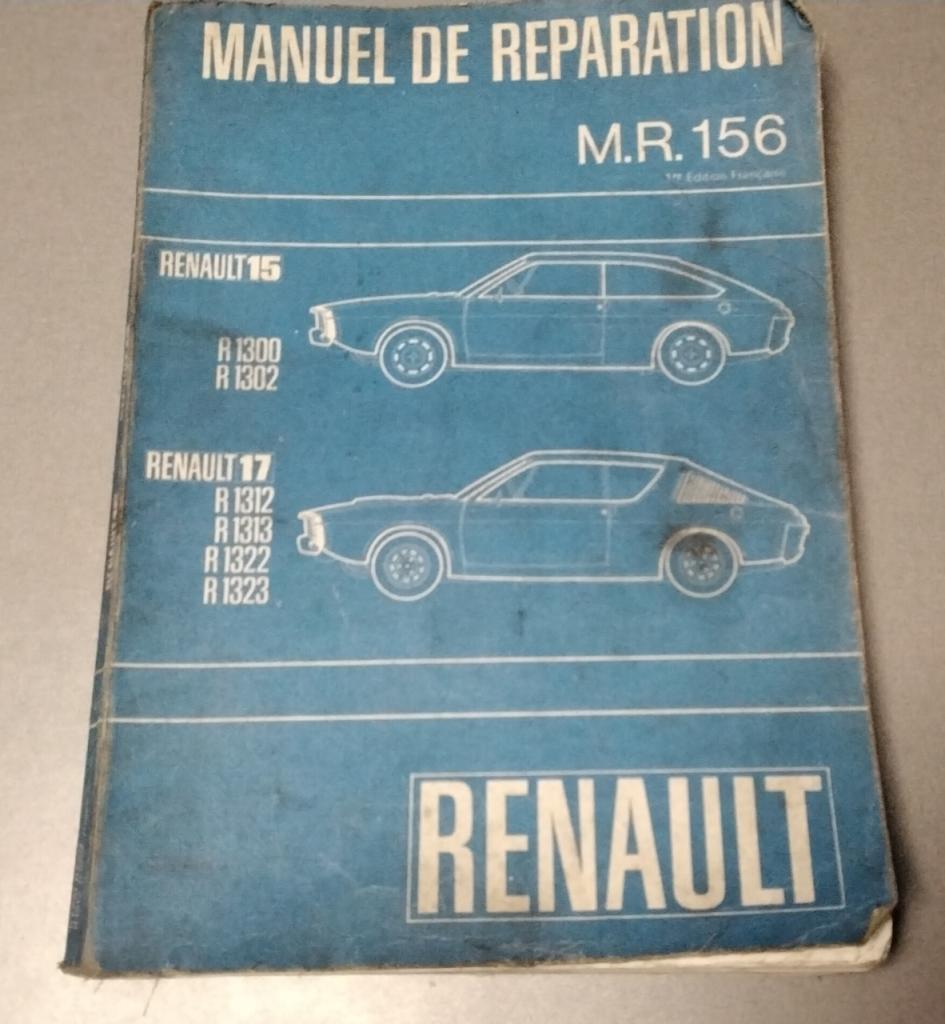 MANUEL DE REPARATION
M.R. 156
1re Edition Française
RENAULT 15
R 1300
R 1302
RENAULT 17
R 1312
R 1313
R 1322
R 1323
RENAULT